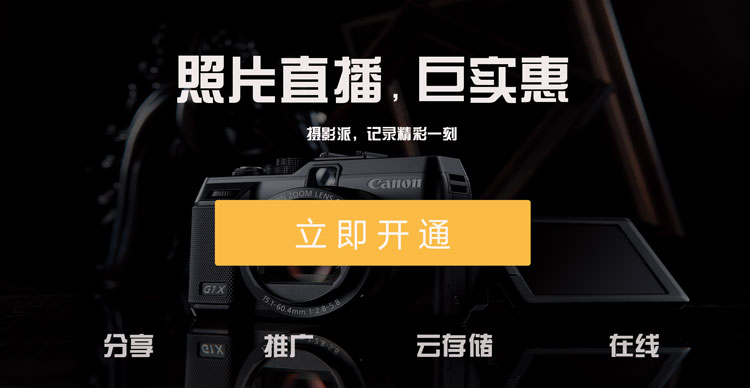 照片直播，巨实惠
摄影派，记录精彩一刻
Canon
ZOOM LENS
立即开通
G1X
15.1-60.4mm 1:2.8-5.8
分享 推广 云存储 在线